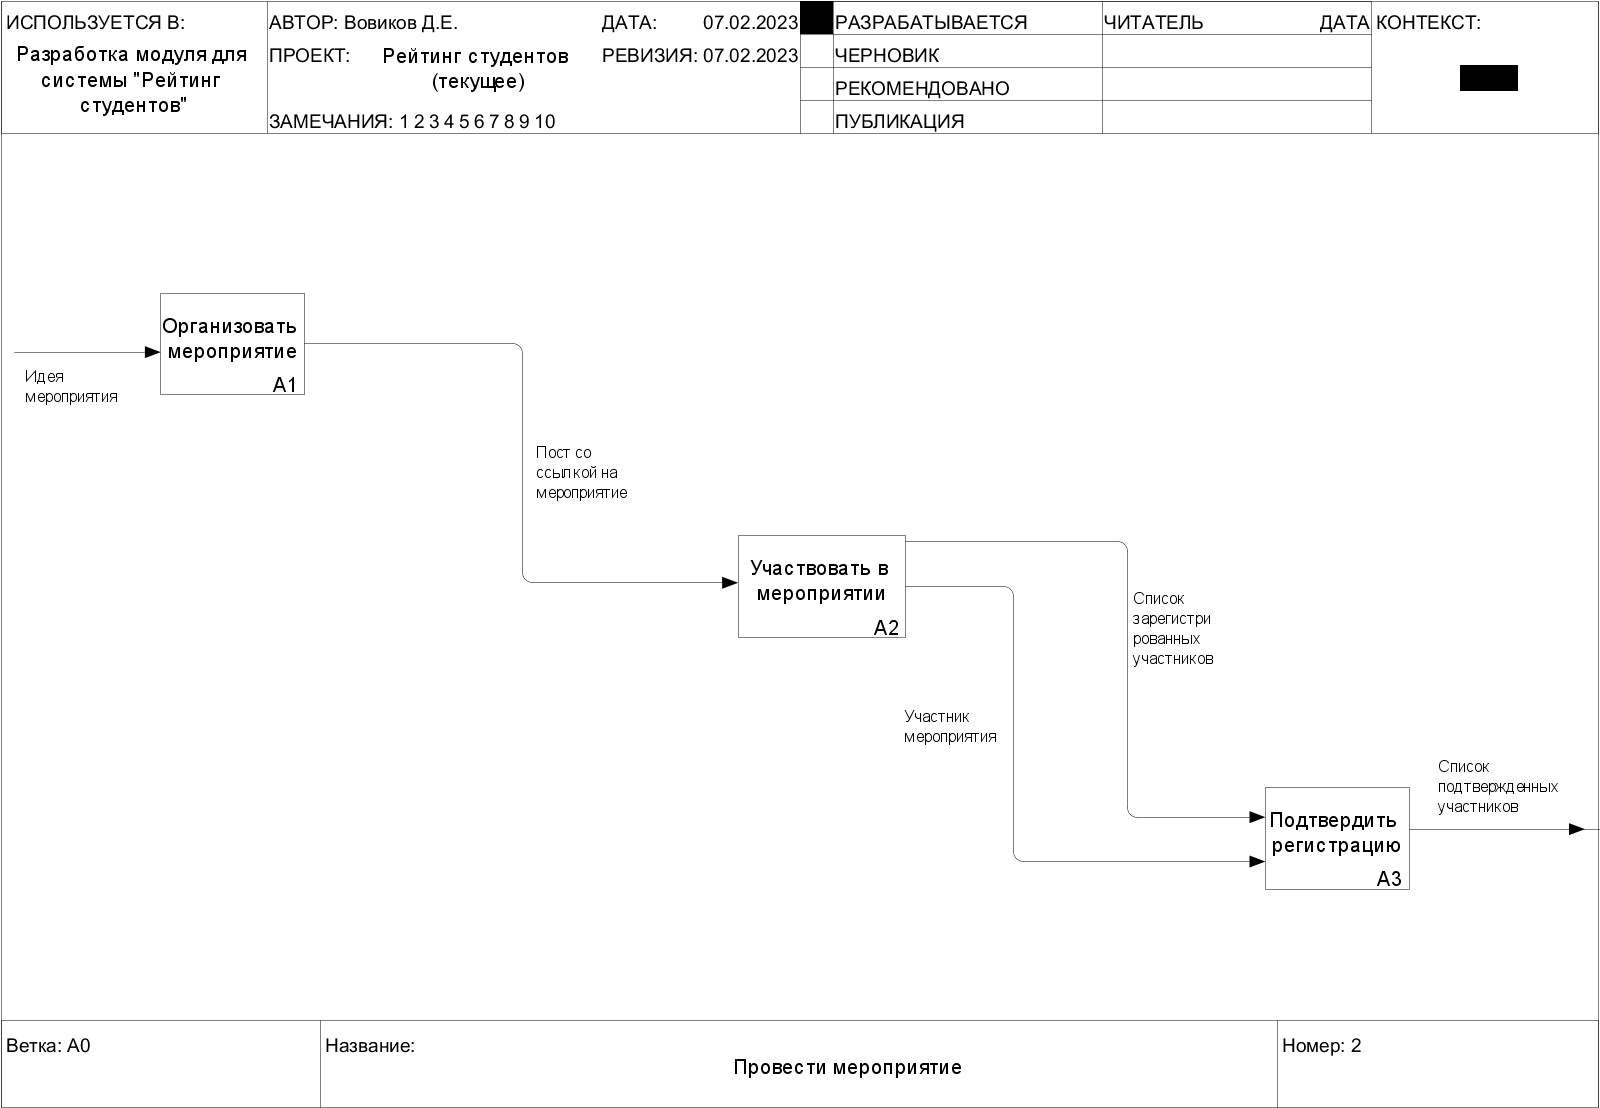 ИСПОЛЬЗУЕТСЯ В:
Разработка модуля для
системы "Рейтинг
студентов"
АВТОР: Вовиков Д.Е.
ДАТА: 07.02.2023
ПРОЕКТ: Рейтинг студентов
(текущее)
РЕВИЗИЯ: 07.02.2023
ЗАМЕЧАНИЯ: 1 2 3 4 5 6 7 8 9 10
РАЗРАБАТЫВАЕТСЯ
ЧЕРНОВИК
РЕКОМЕНДОВАНО
ПУБЛИКАЦИЯ
ЧИТАТЕЛЬ ДАТА
КОНТЕКСТ:
Идея
мероприятия
Организовать
мероприятие
A1
Пост со
ссылкой на
мероприятие
Участвовать в
мероприятии
A2
Список
зарегистри
рованных
участников
Участник
мероприятия
Подтвердить
регистрацию
A3
Список
подтвержденных
участников
Ветка: A0
Название:
Провести мероприятие
Номер: 2